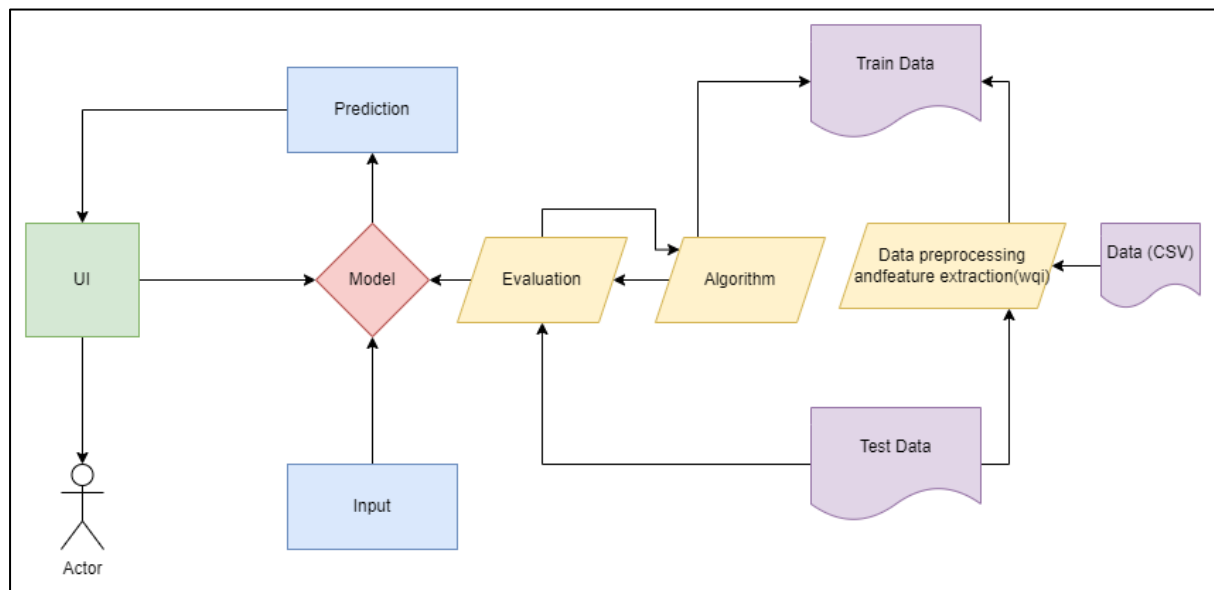 Train Data
Prediction
UI
Model
Evaluation
Algorithm
Data preprocessing
andfeature extraction(wqi)
Data (CSV)
Test Data
Input
Actor